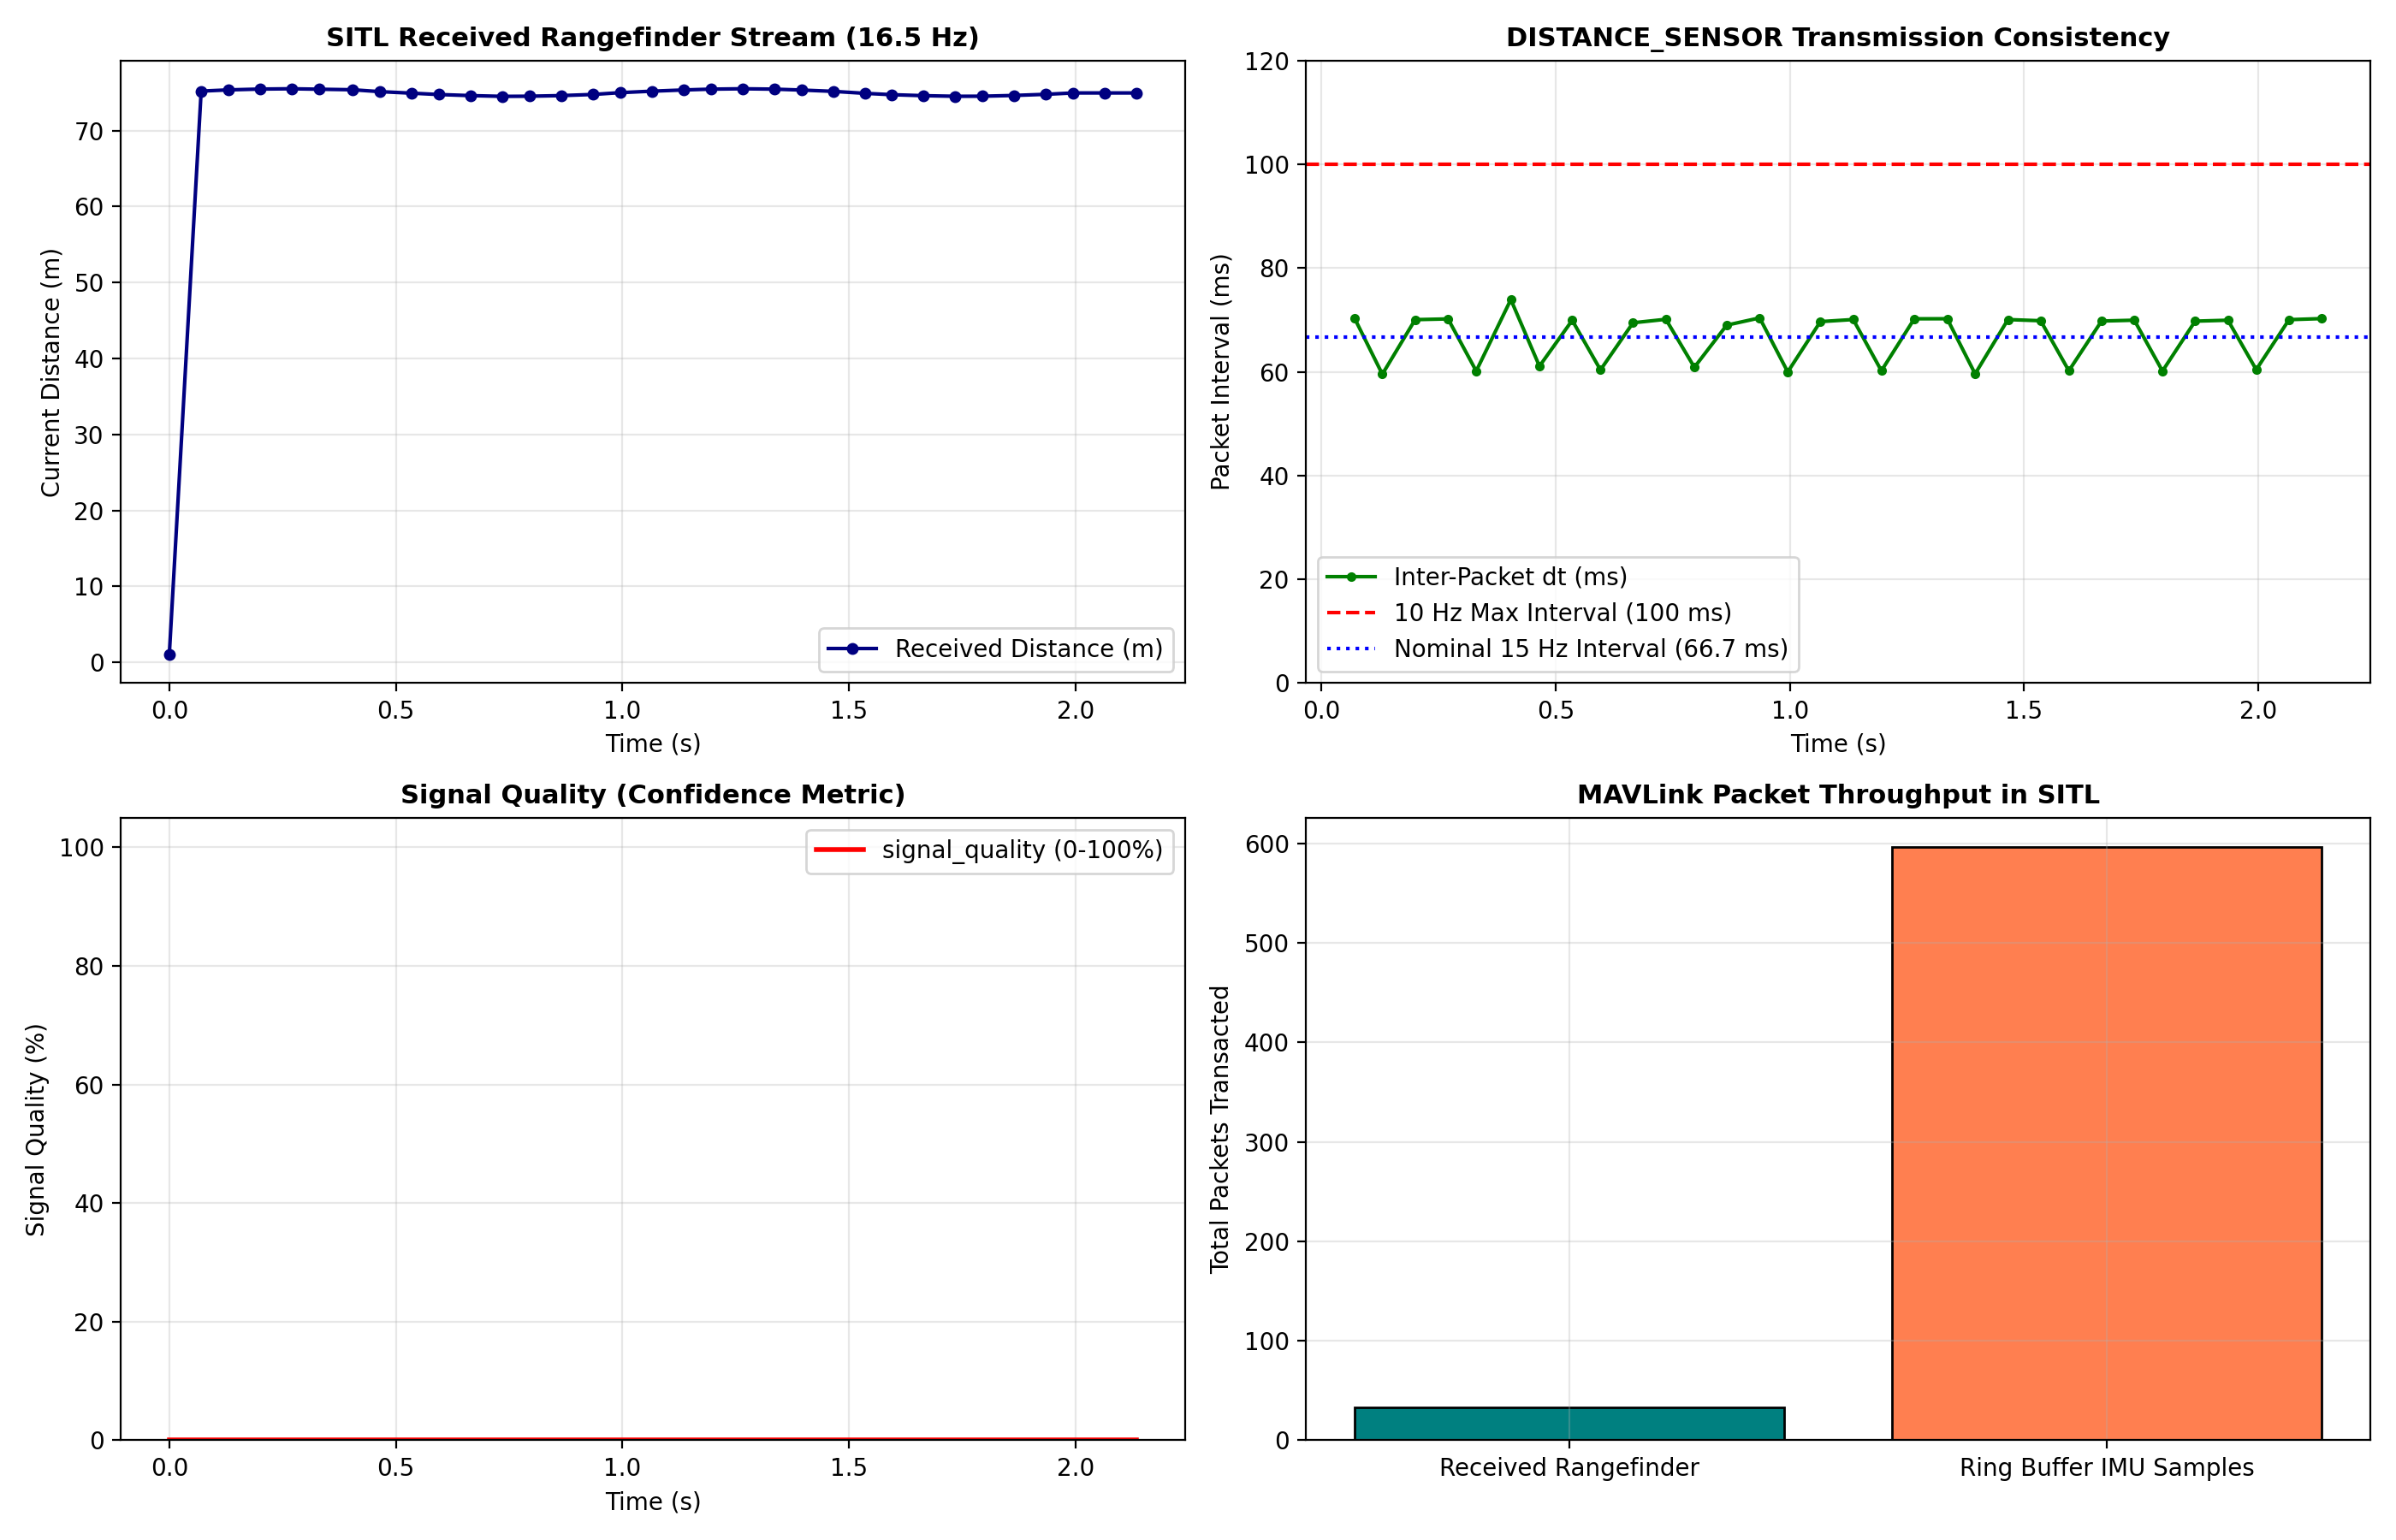 SITL Received Rangefinder Stream (16.5 Hz)
Current Distance (m)
70
60
50
40
30
20
10
0
Received Distance (m)
0.0 0.5 1.0 1.5 2.0
Time (s)
DISTANCE_SENSOR Transmission Consistency
Packet Interval (ms)
120
100
80
60
40
20
0
Inter-Packet dt (ms)
10 Hz Max Interval (100 ms)
Nominal 15 Hz Interval (66.7 ms)
0.0 0.5 1.0 1.5 2.0
Time (s)
Signal Quality (Confidence Metric)
Signal Quality (%)
signal_quality (0-100%)
100
80
60
40
20
0
0.0 0.5 1.0 1.5 2.0
Time (s)
MAVLink Packet Throughput in SITL
Total Packets Transacted
600
500
400
300
200
100
0
Received Rangefinder Ring Buffer IMU Samples